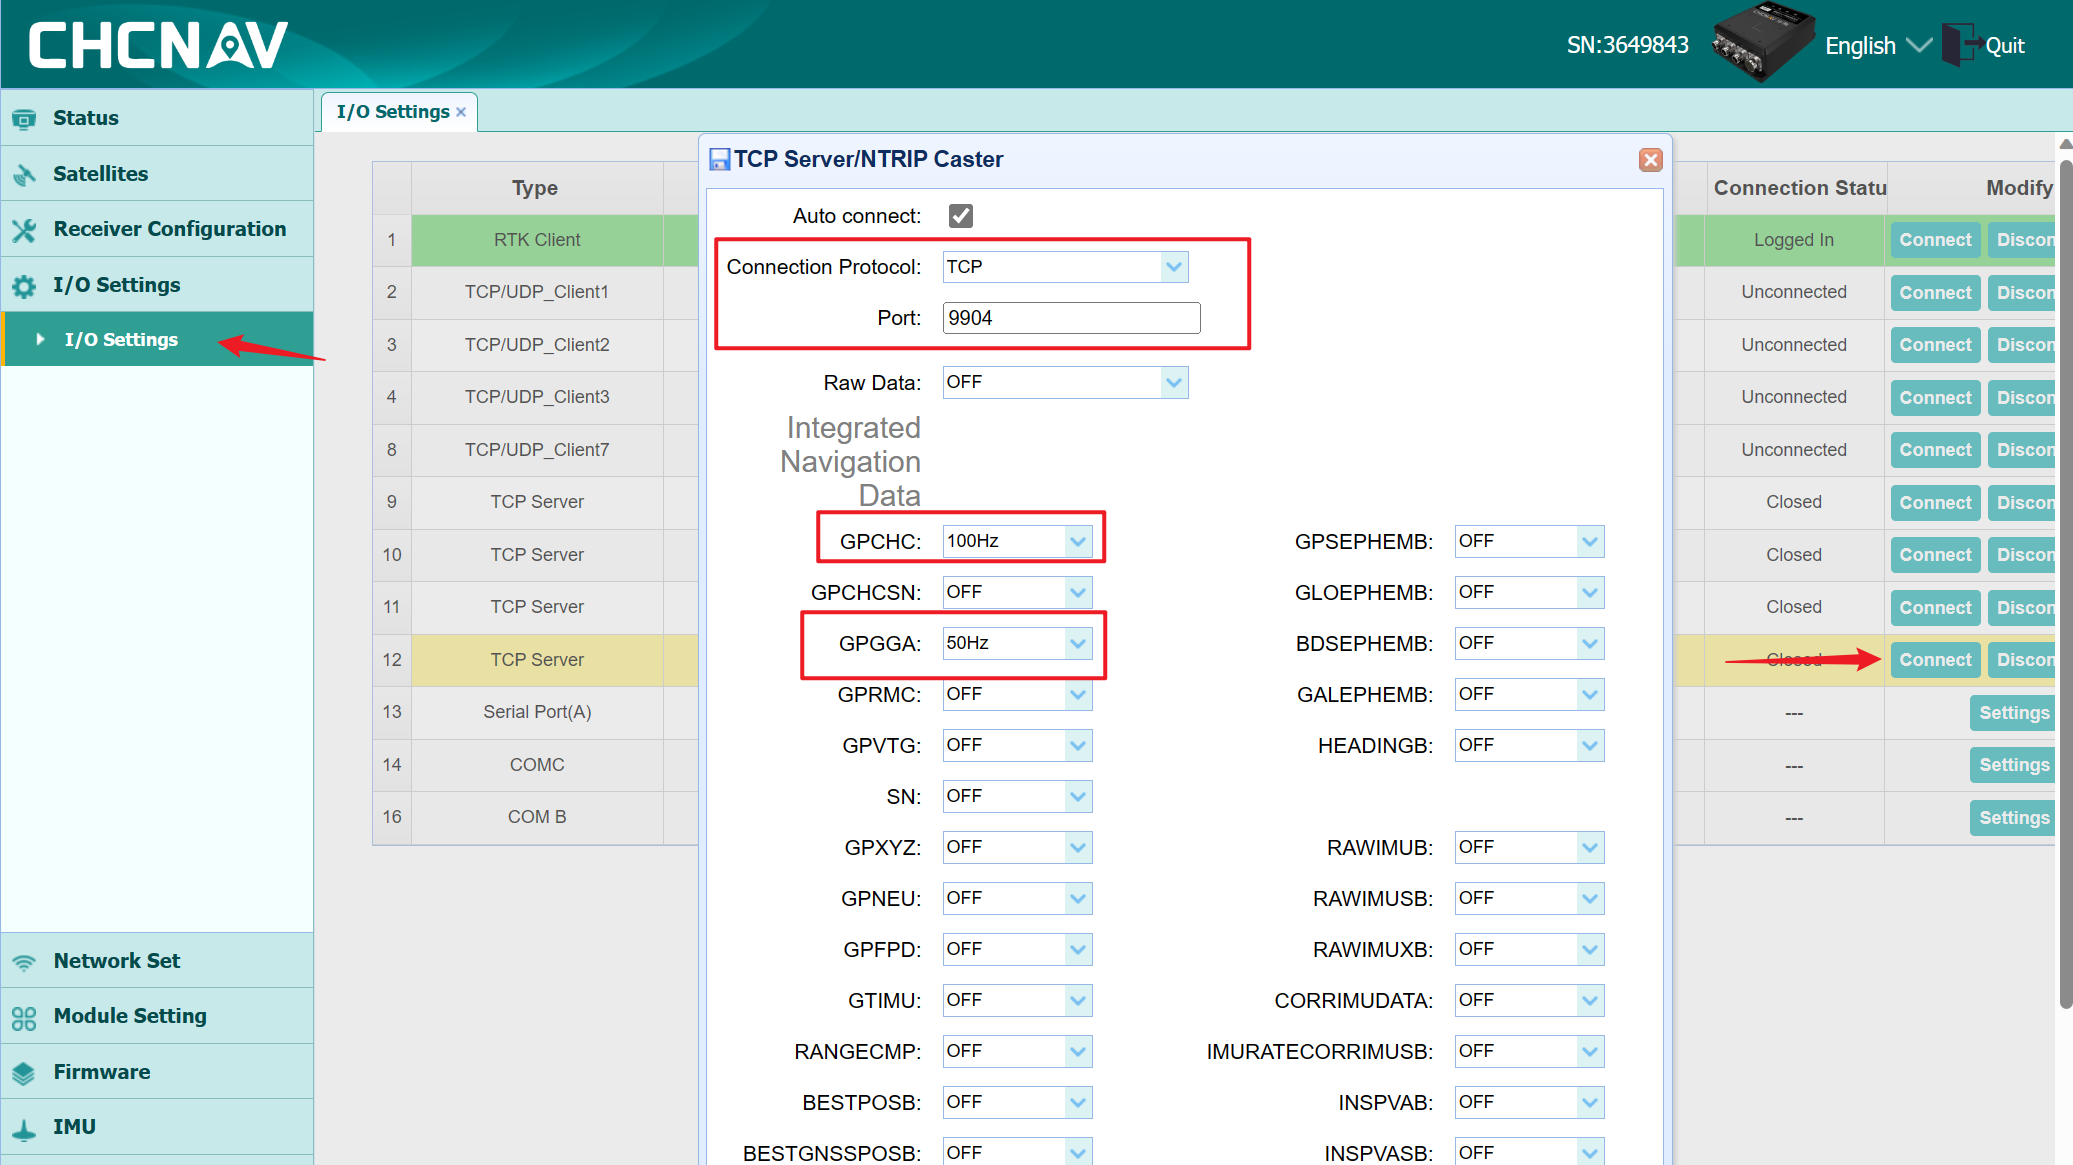 CHCNAV
SN:3649843
English
Quit
Status
Satellites
Receiver Configuration
I/O Settings
I/O Settings
Network Set
Module Setting
Firmware
IMU
I/O Settings ×
Type
Connection Statu
Modify
1 RTK Client Logged In Connect Discon
2 TCP/UDP_Client1 Unconnected Connect Discon
3 TCP/UDP_Client2 Unconnected Connect Discon
4 TCP/UDP_Client3 Unconnected Connect Discon
8 TCP/UDP_Client7 Unconnected Connect Discon
9 TCP Server Closed Connect Discon
10 TCP Server Closed Connect Discon
11 TCP Server Closed Connect Discon
12 TCP Server Closed Connect Discon
13 Serial Port(A) --- Settings
14 COMC --- Settings
16 COM B --- Settings
TCP Server/NTRIP Caster
Auto connect:
Connection Protocol: TCP
Port: 9904
Raw Data: OFF
Integrated
Navigation
Data
GPCHC: 100Hz GPSEPHEMB: OFF
GPCHCSN: OFF GLOEPHEMB: OFF
GPGGA: 50Hz BDSEPHEMB: OFF
GPRMC: OFF GALEPHEMB: OFF
GPVTG: OFF HEADINGB: OFF
SN: OFF
GPXYZ: OFF RAWIMUB: OFF
GPNEU: OFF RAWIMUSB: OFF
GPFPD: OFF RAWIMUXB: OFF
GTIMU: OFF CORRIMUDATA: OFF
RANGECMP: OFF IMURATECORRIMUSB: OFF
BESTPOSB: OFF INSPVAB: OFF
BESTGNSSPOSB: OFF INSPVASB: OFF